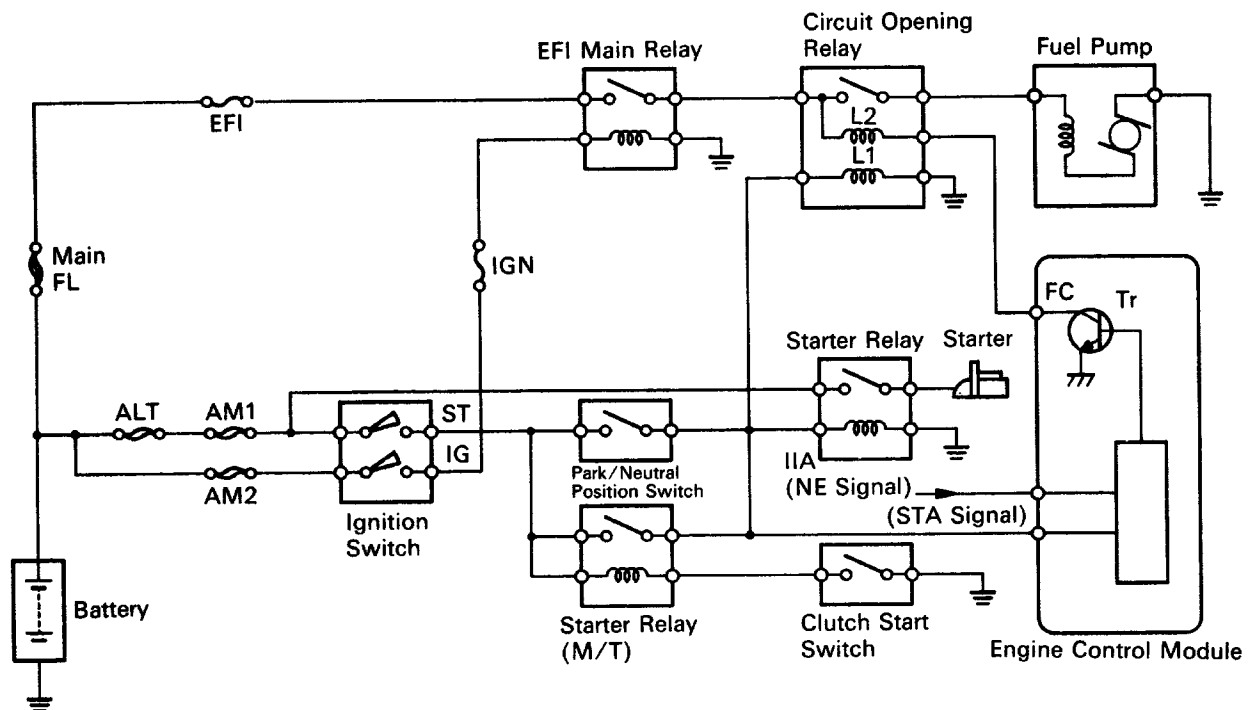 Circuit Opening
Relay
EFI Main Relay
Fuel Pump
EFI
L2
L1
Main
FL
IGN
FC
Tr
Starter Relay
Starter
ALT
AM1
ST
IG
AM2
Park/Neutral
Position Switch
IIA
(NE Signal)
(STA Signal)
Ignition
Switch
Battery
Starter Relay
(M/T)
Clutch Start
Switch
Engine Control Module